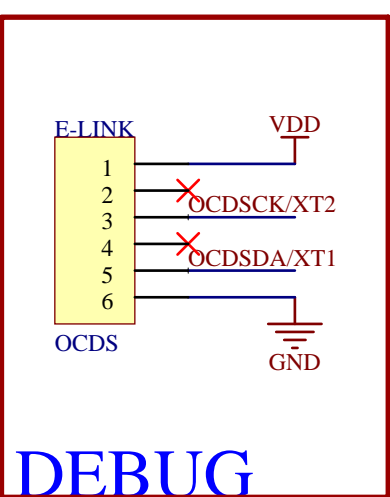 E-LINK
VDD
1
2
OCDSCK/XT2
3
4
OCDSDA/XT1
5
6
OCDS
GND
DEBUG